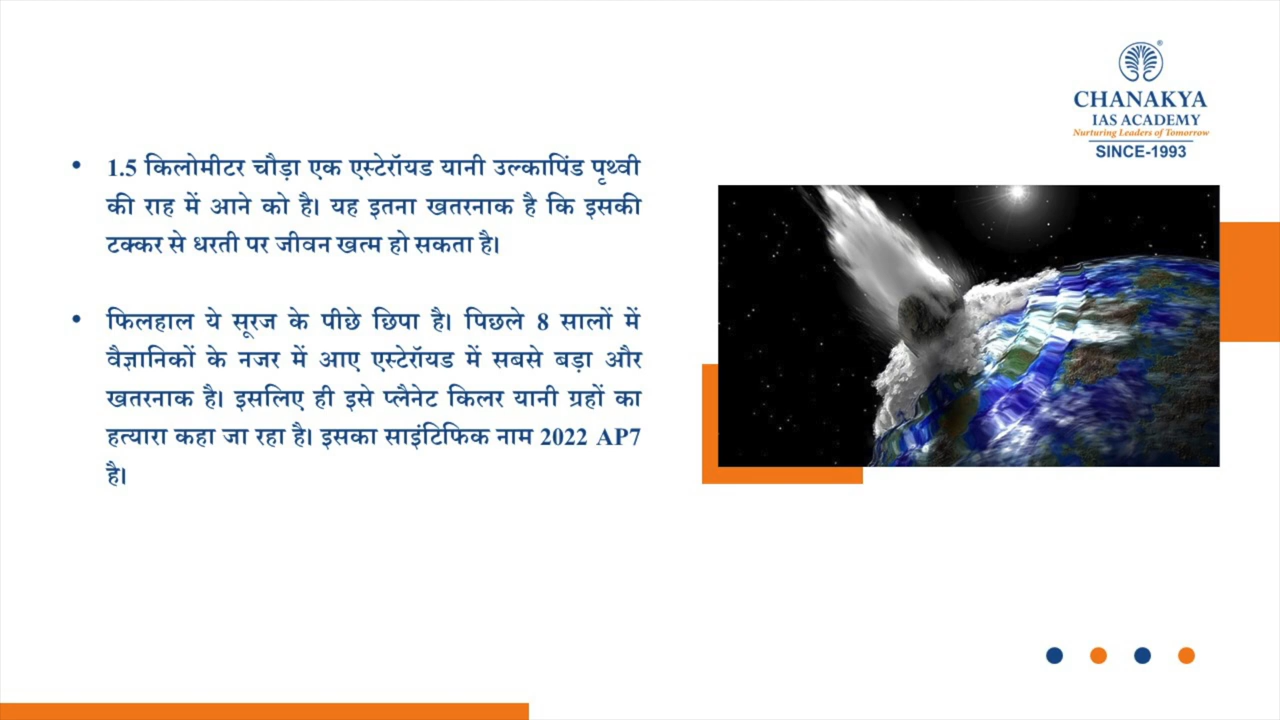 CHANAKYA
IAS ACADEMY
Nurturing Leaders of Tomorrow
SINCE-1993
• 1.5 किलोमीटर चौड़ा एक एस्टेरॉयड यानी उल्कापिंड पृथ्वी
की राह में आने को है। यह इतना खतरनाक है कि इसकी
टक्कर से धरती पर जीवन खत्म हो सकता है।
• फिलहाल ये सूरज के पीछे छिपा है। पिछले 8 सालों में
वैज्ञानिकों के नजर में आए एस्टेरॉयड में सबसे बड़ा और
खतरनाक है। इसलिए ही इसे प्लैनेट किलर यानी ग्रहों का
हत्यारा कहा जा रहा है। इसका साइंटिफिक नाम 2022 AP7
है।